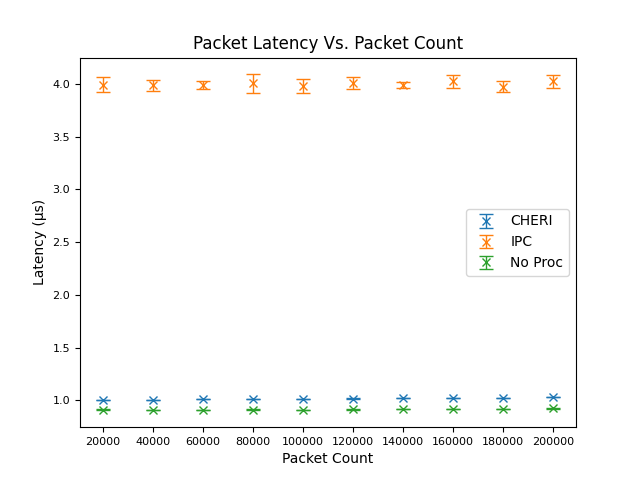 Packet Latency Vs. Packet Count
4.0
3.5
3.0
2.5
2.0
1.5
1.0
Latency (µs)
CHERI
IPC
No Proc
20000 40000 60000 80000 100000 120000 140000 160000 180000 200000
Packet Count